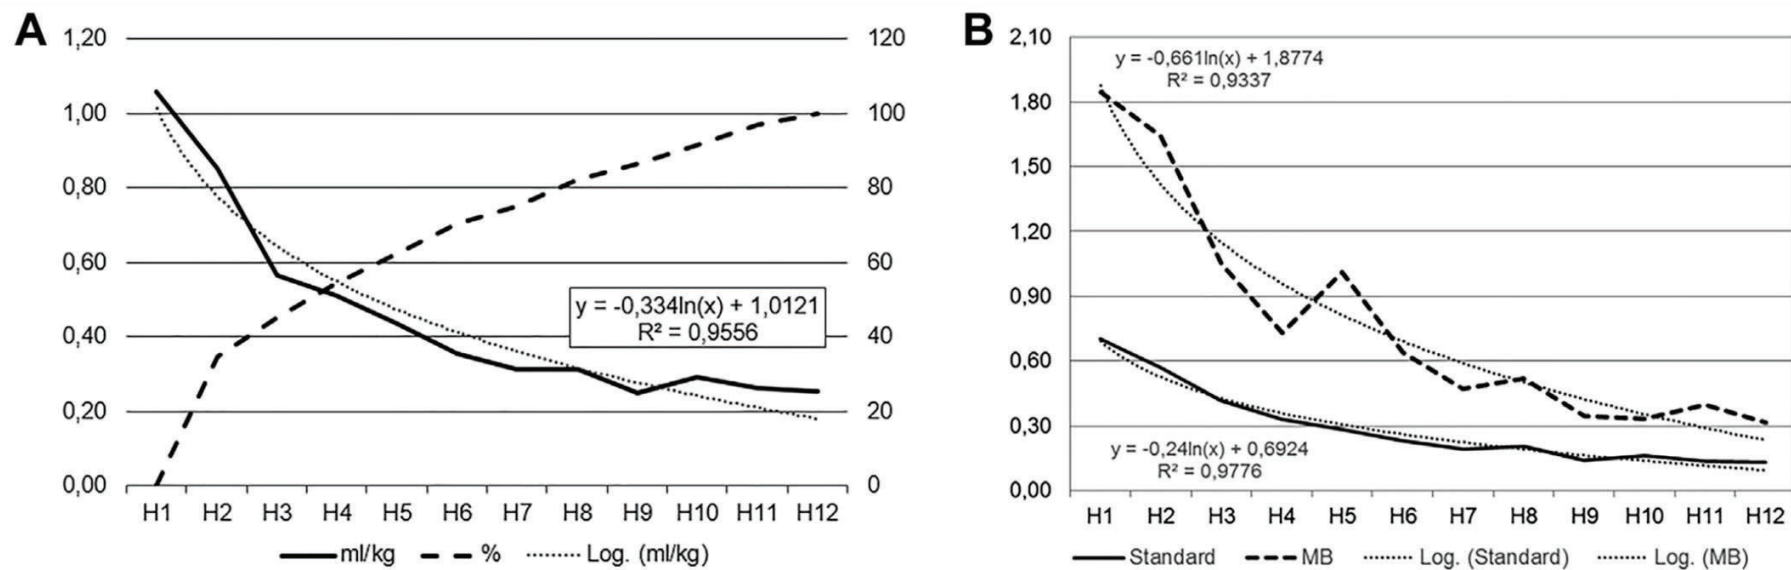 A
1,20
1,00
0,80
0,60
0,40
0,20
0,00
120
100
80
60
40
20
0
y = -0,334ln(x) + 1,0121
R² = 0,9556
H1 H2 H3 H4 H5 H6 H7 H8 H9 H10 H11 H12
ml/kg % Log. (ml/kg)
B
2,10
1,80
1,50
1,20
0,90
0,60
0,30
0,00
y = -0,661ln(x) + 1,8774
R² = 0,9337
y = -0,24ln(x) + 0,6924
R² = 0,9776
H1 H2 H3 H4 H5 H6 H7 H8 H9 H10 H11 H12
Standard MB Log. (Standard) Log. (MB)